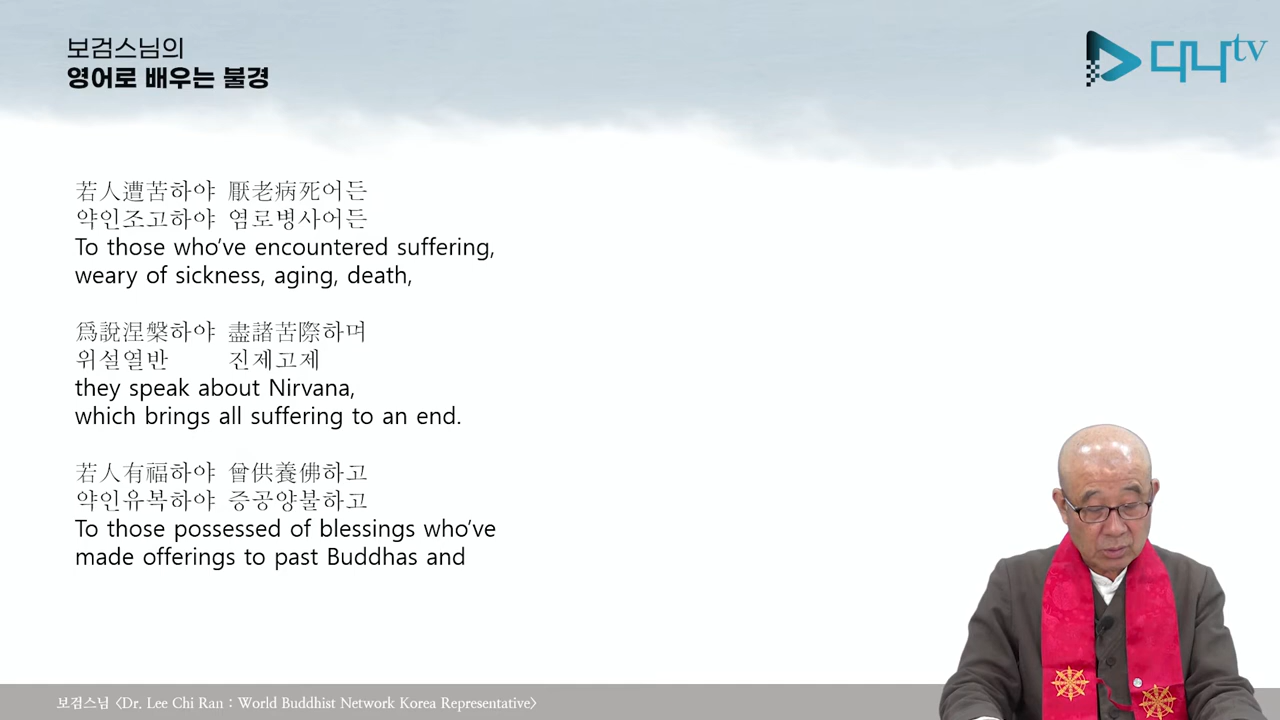 보검스님의
영어로 배우는 불경
다나tv
若人遭苦하야 厭老病死어든
약인조고하야 염로병사어든
To those who’ve encountered suffering,
weary of sickness, aging, death,
爲說涅槃하야 盡諸苦際하며
위설열반 진제고제
they speak about Nirvana,
which brings all suffering to an end.
若人有福하야 曾供養佛하고
약인유복하야 증공양불하고
To those possessed of blessings who’ve
made offerings to past Buddhas and
보검스님 <Dr. Lee Chi Ran : World Buddhist Network Korea Representative>